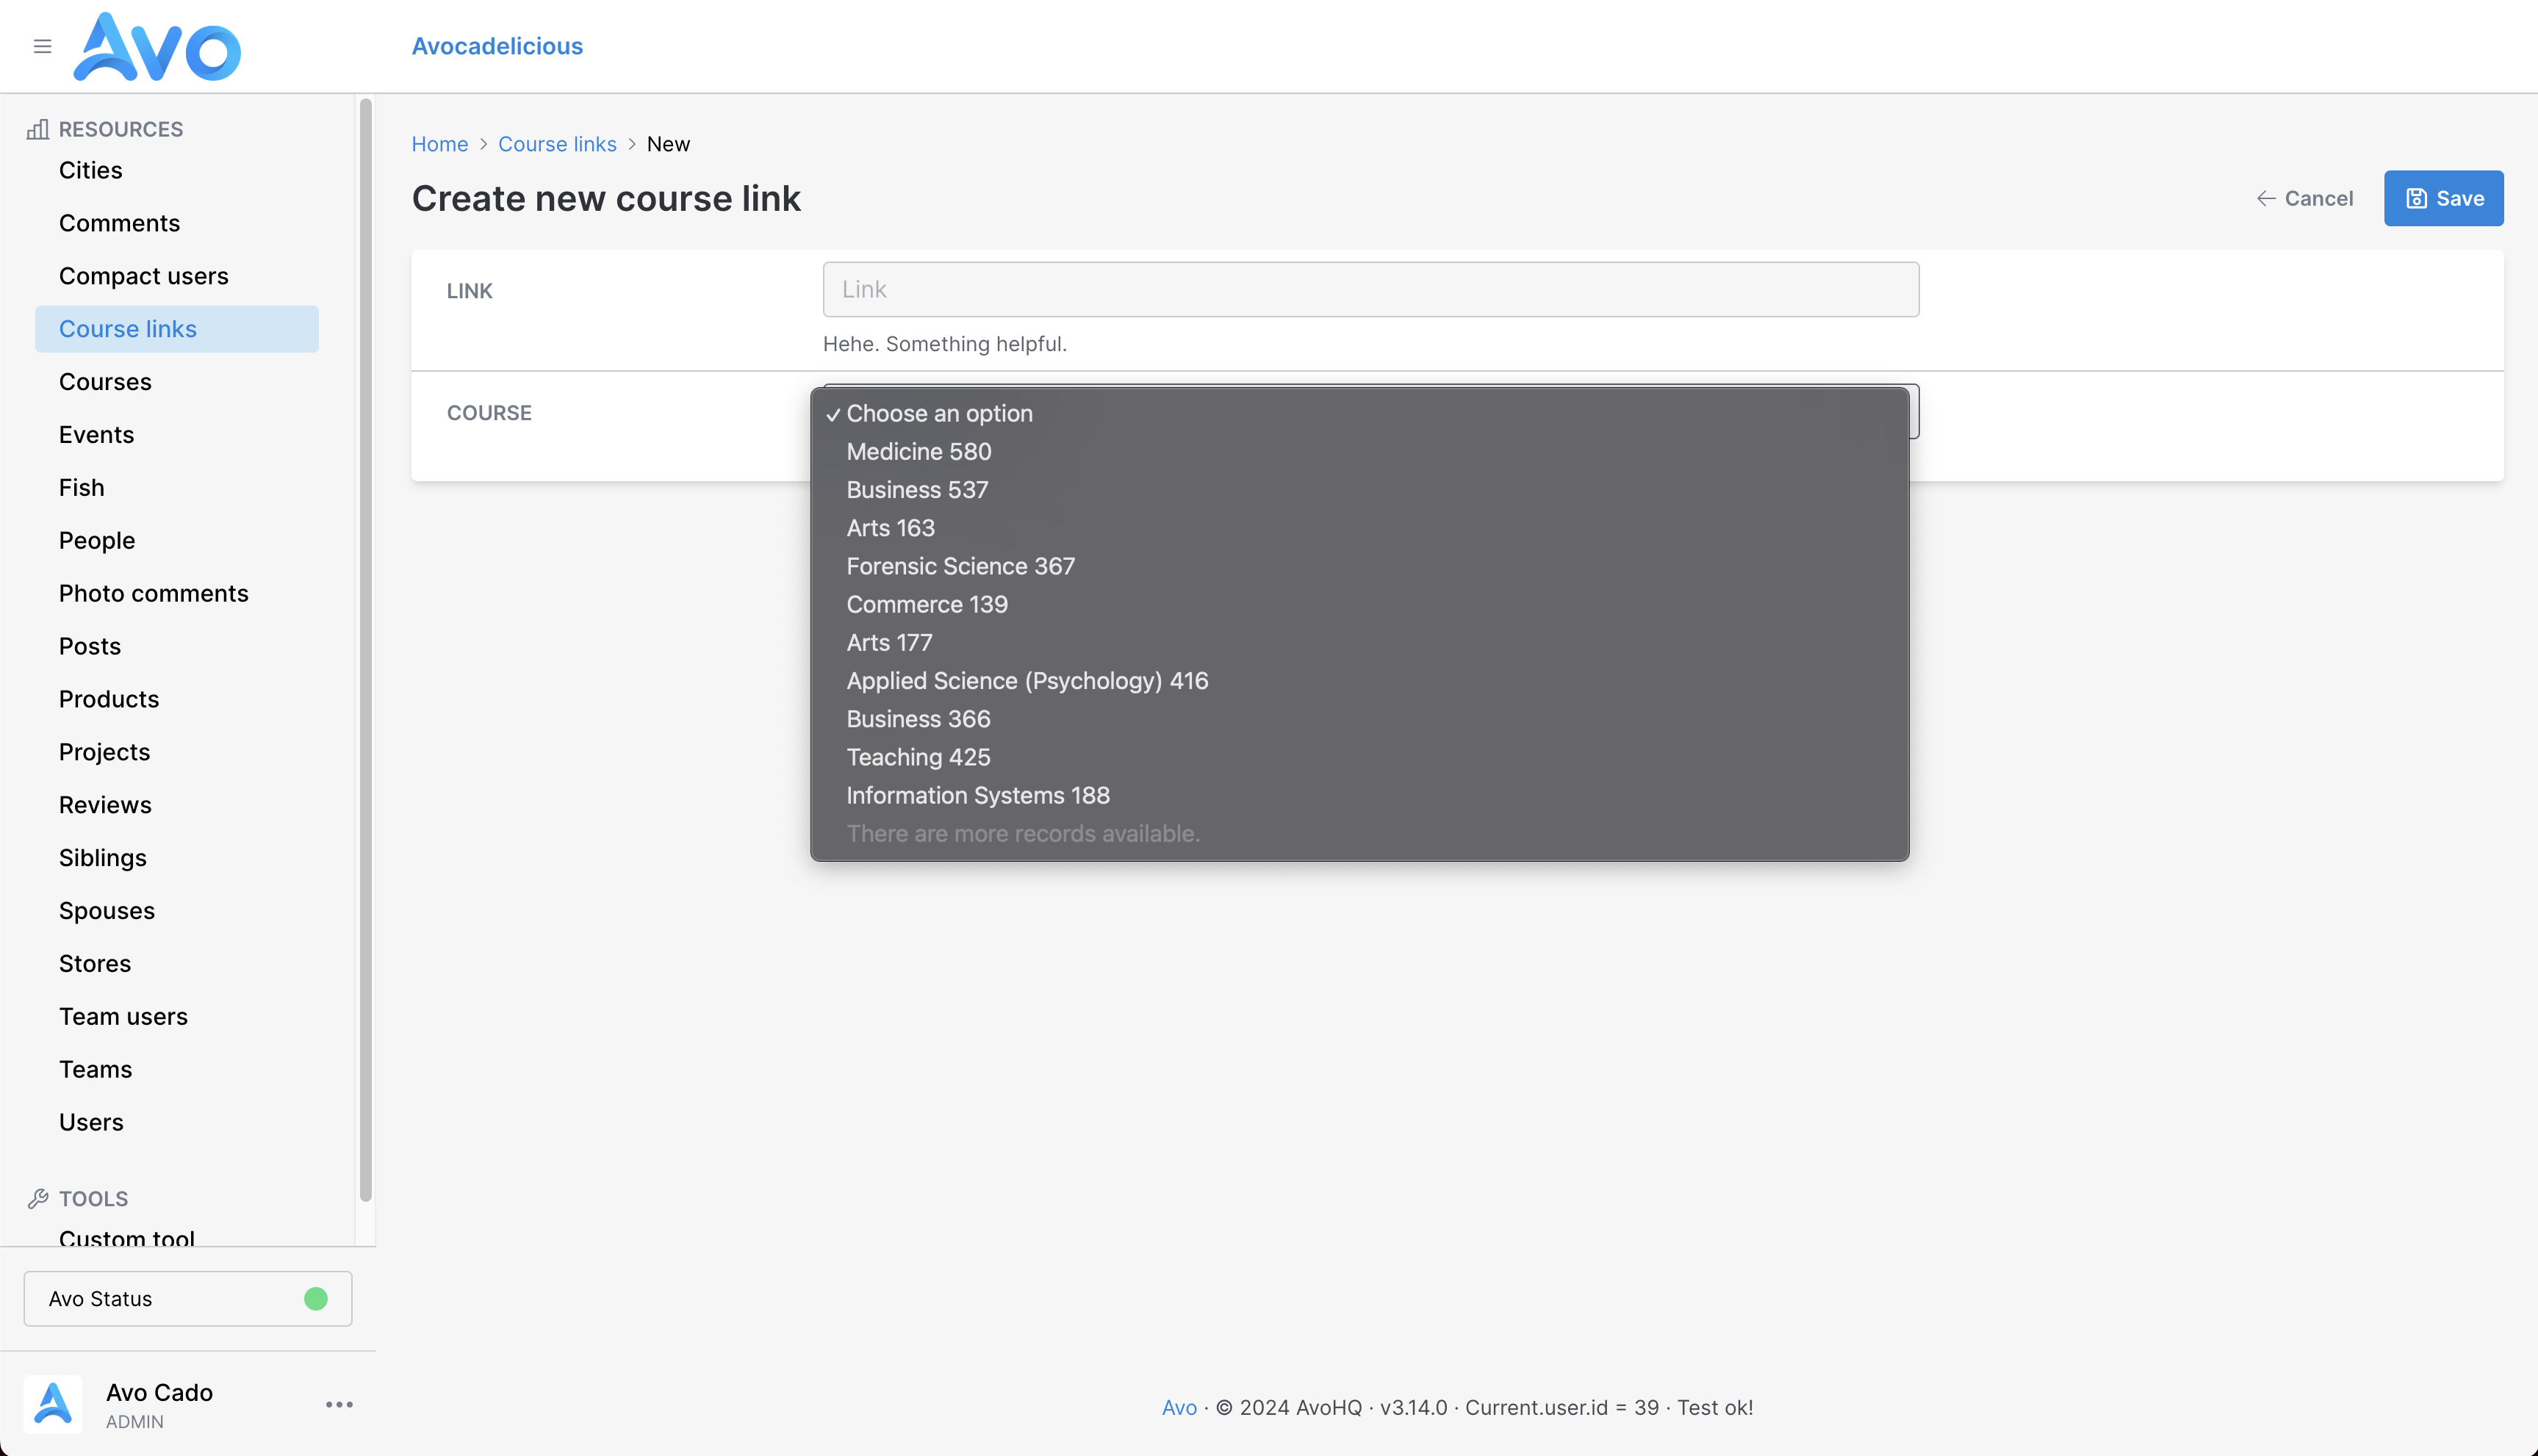 Avo
Avocadelicious
RESOURCES
Cities
Comments
Compact users
Course links
Courses
Events
Fish
People
Photo comments
Posts
Products
Projects
Reviews
Siblings
Spouses
Stores
Team users
Teams
Users
TOOLS
Custom tool
Avo Status
Avo Cado
ADMIN
Home > Course links > New
Create new course link
Cancel
Save
LINK
Link
Hehe. Something helpful.
COURSE
✓ Choose an option
Medicine 580
Business 537
Arts 163
Forensic Science 367
Commerce 139
Arts 177
Applied Science (Psychology) 416
Business 366
Teaching 425
Information Systems 188
There are more records available.
Avo · © 2024 AvoHQ · v3.14.0 · Current.user.id = 39 · Test ok!